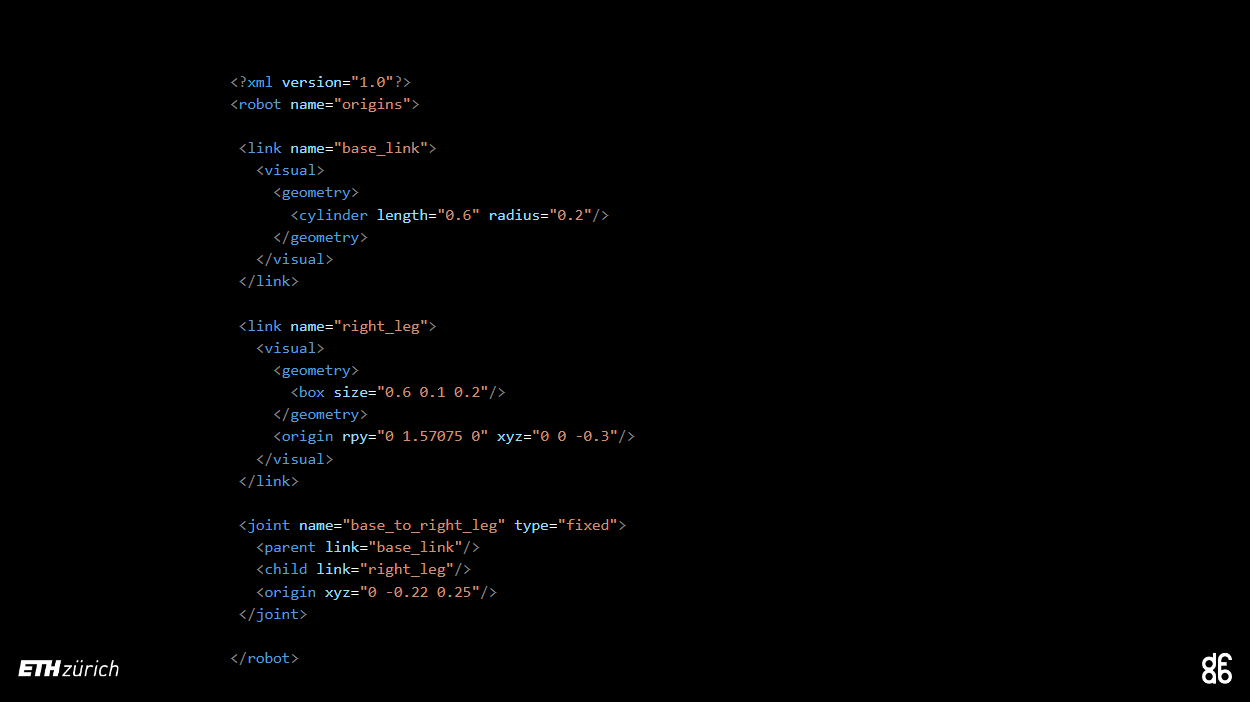 <?xml version="1.0"?>
<robot name="origins">
<link name="base_link">
<visual>
<geometry>
<cylinder length="0.6" radius="0.2"/>
</geometry>
</visual>
</link>
<link name="right_leg">
<visual>
<geometry>
<box size="0.6 0.1 0.2"/>
</geometry>
<origin rpy="0 1.57075 0" xyz="0 0 -0.3"/>
</visual>
</link>
<joint name="base_to_right_leg" type="fixed">
<parent link="base_link"/>
<child link="right_leg"/>
<origin xyz="0 -0.22 0.25"/>
</joint>
</robot>
ETH zürich